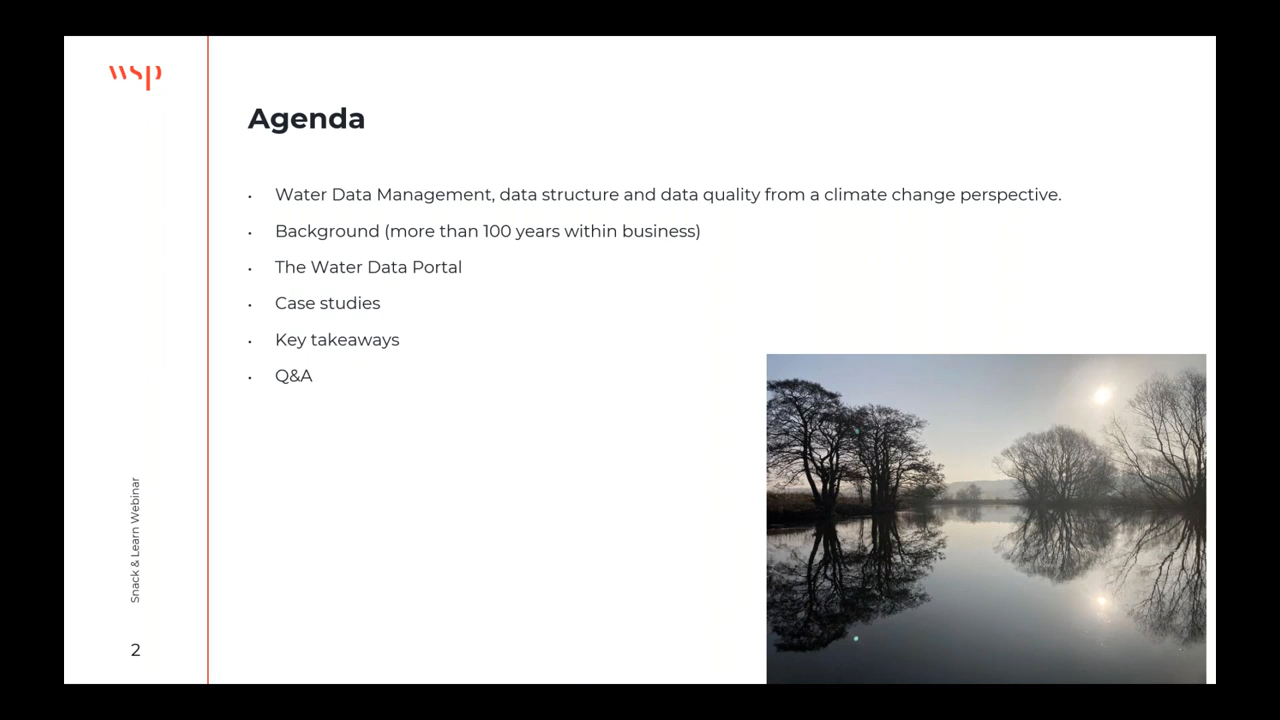 wsp
Agenda
• Water Data Management, data structure and data quality from a climate change perspective.
• Background (more than 100 years within business)
• The Water Data Portal
• Case studies
• Key takeaways
• Q&A
Snack & Learn Webinar
2